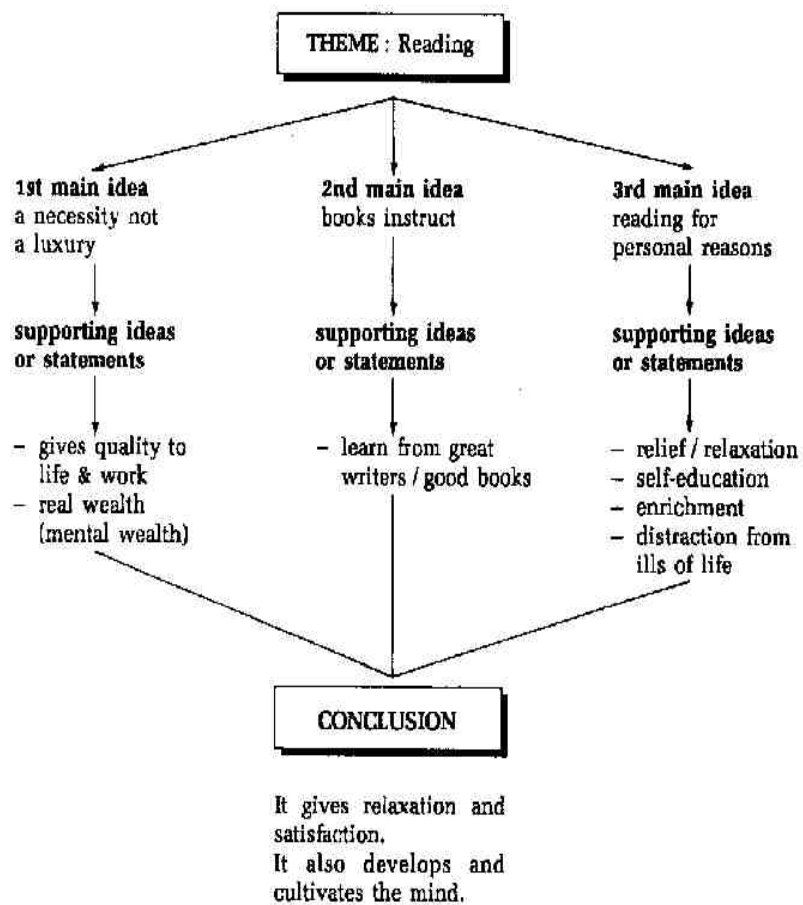 THEME : Reading
1st main idea
a necessity not
a luxury
2nd main idea
books instruct
3rd main idea
reading for
personal reasons
supporting ideas
or statements
supporting ideas
or statements
supporting ideas
or statements
– gives quality to
life & work
– real wealth
(mental wealth)
– learn from great
writers / good books
– relief / relaxation
– self-education
– enrichment
– distraction from
ills of life
CONCLUSION
It gives relaxation and
satisfaction.
It also develops and
cultivates the mind.